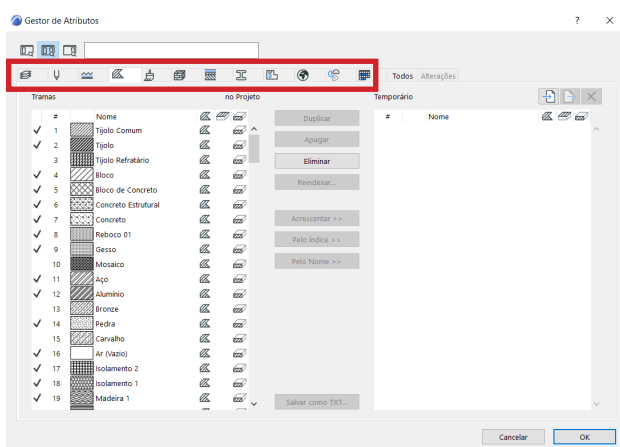 Gestor de Atributos ? ×
Todos Alterações
Tramas no Projeto Temporário
# Nome # Nome
1 Tijolo Comum
2 Tijolo
3 Tijolo Refratário
4 Bloco
5 Bloco de Concreto
6 Concreto Estrutural
7 Concreto
8 Reboco 01
9 Gesso
10 Mosaico
11 Aço
12 Alumínio
13 Bronze
14 Pedra
15 Carvalho
16 Ar (Vazio)
17 Isolamento 2
18 Isolamento 1
19 Madeira 1
Duplicar
Apagar
Eliminar
Reindexar...
Acrescentar >>
Pelo Índice >>
Pelo Nome >>
Salvar como TXT...
Cancelar OK